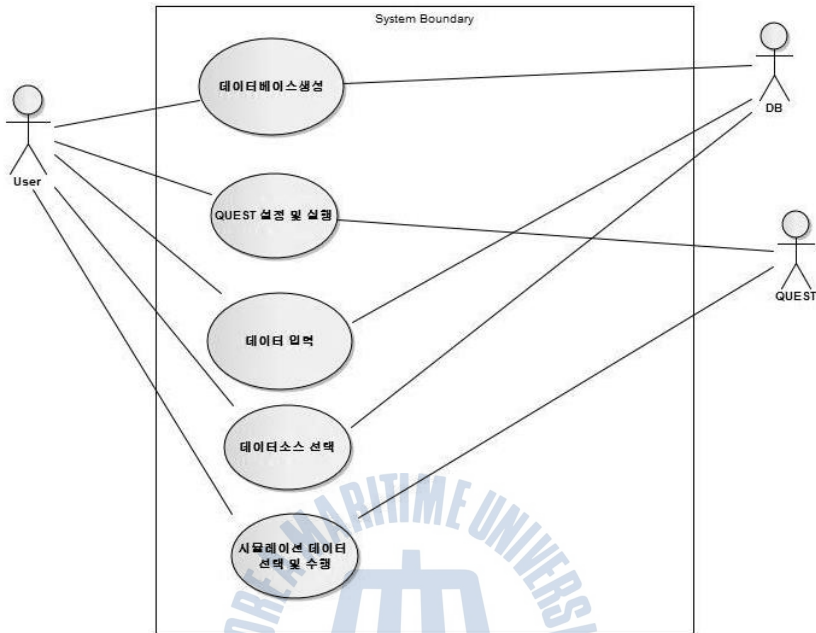 System Boundary
데이터베이스생성
DB
User
QUEST 설정 및 실행
QUEST
데이터 입력
데이터소스 선택
시뮬레이션 데이터
선택 및 수행
MARITIME UNIVERS